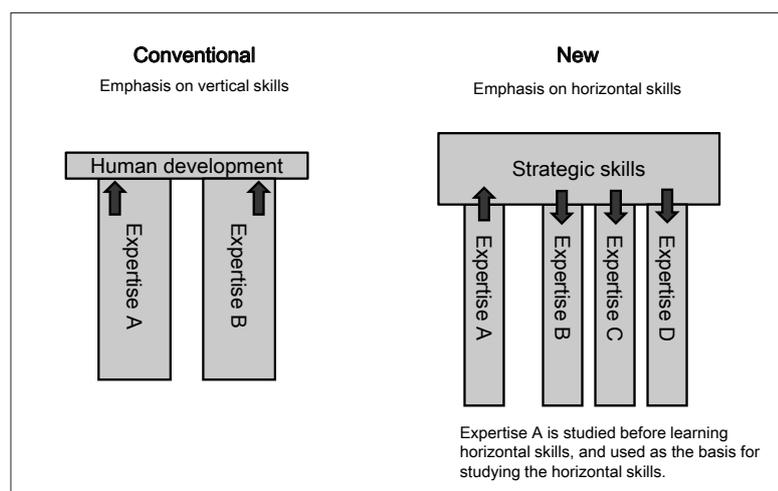 Conventional
Emphasis on vertical skills
Human development
Expertise A
Expertise B
New
Emphasis on horizontal skills
Strategic skills
Expertise A
Expertise B
Expertise C
Expertise D
Expertise A is studied before learning
horizontal skills, and used as the basis for
studying the horizontal skills.